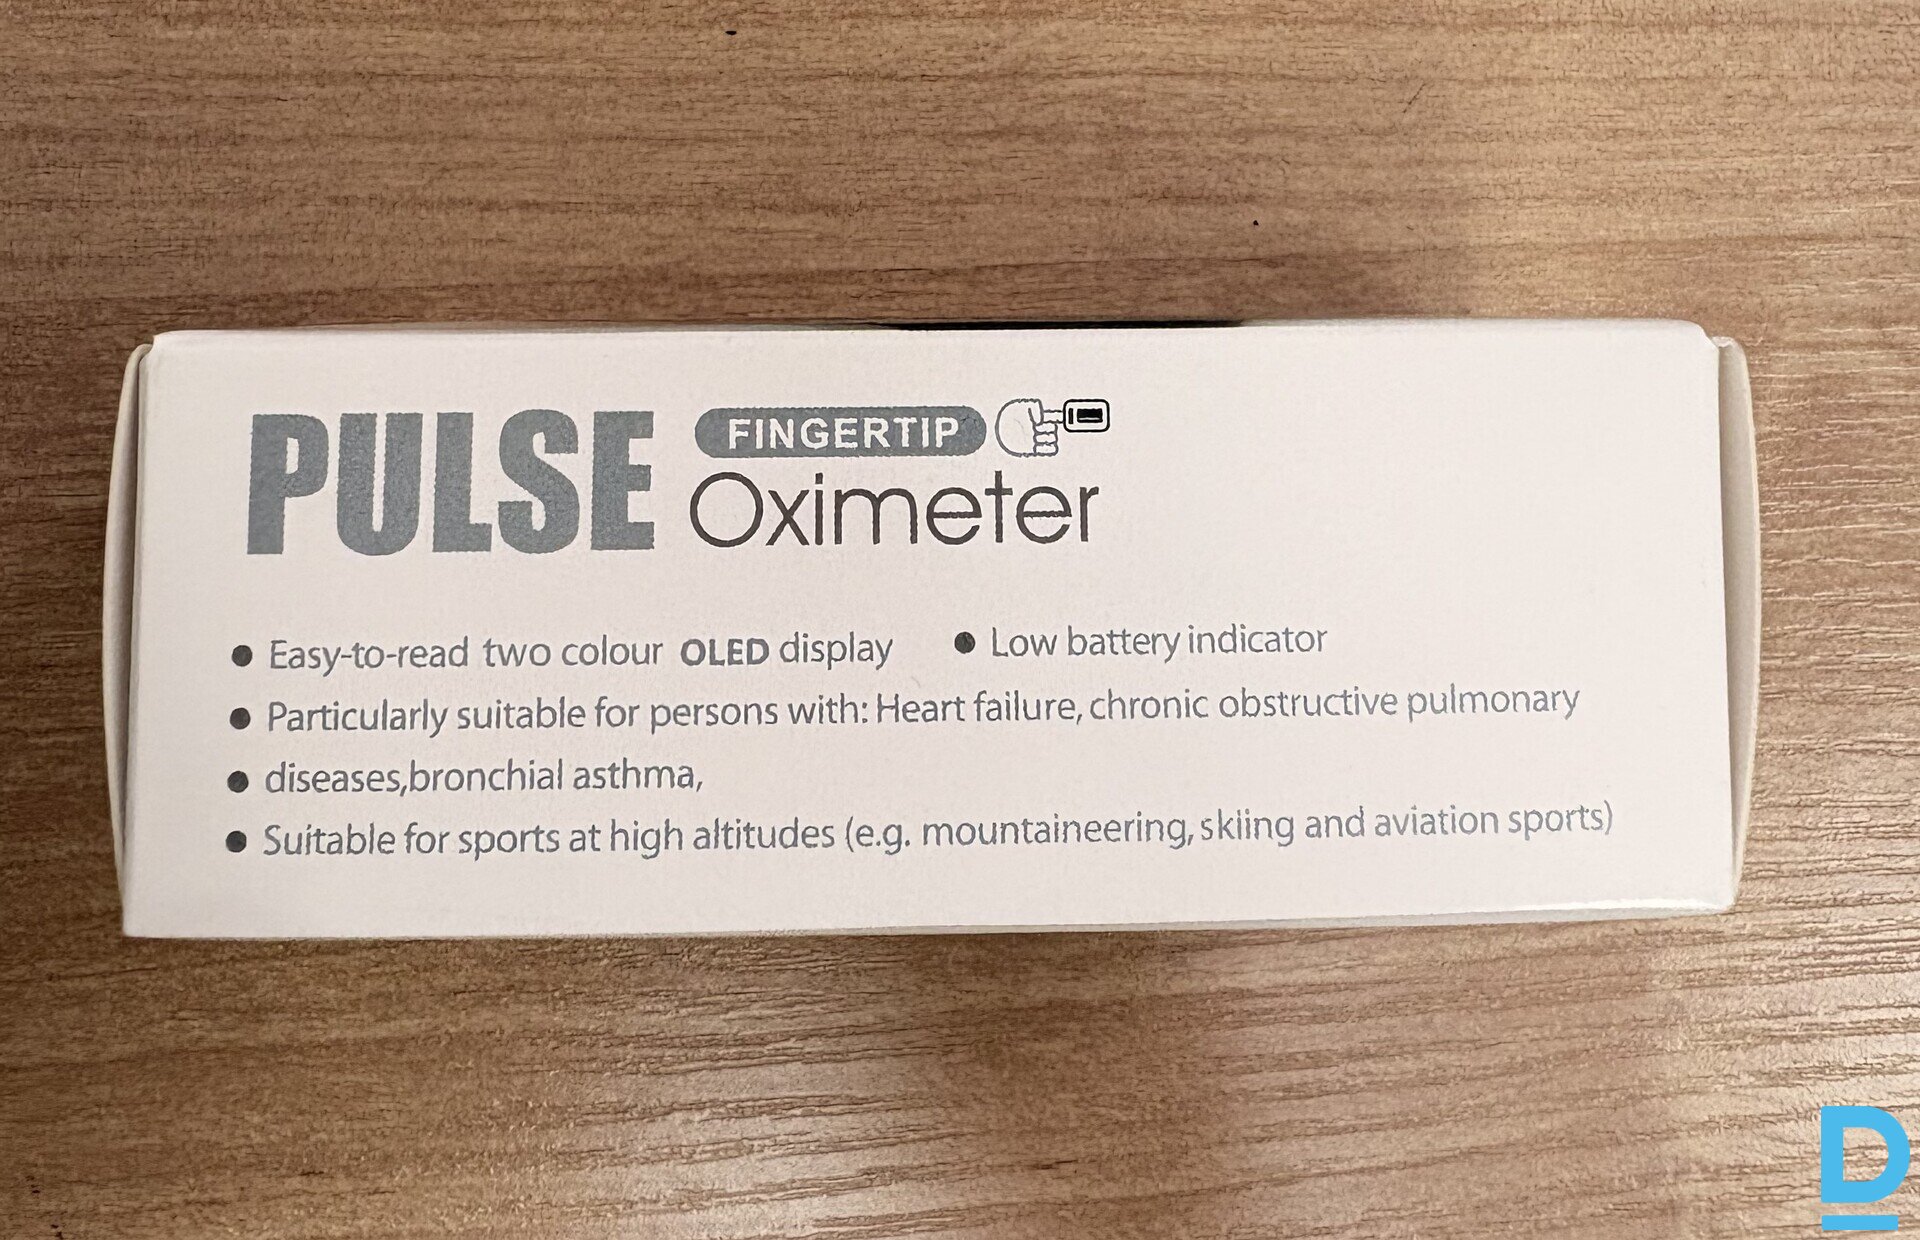 PULSE FINGERTIP
Oximeter
● Easy-to-read two colour OLED display ● Low battery indicator
● Particularly suitable for persons with: Heart failure, chronic obstructive pulmonary
● diseases,bronchial asthma,
● Suitable for sports at high altitudes (e.g. mountaineering, skiing and aviation sports)
D